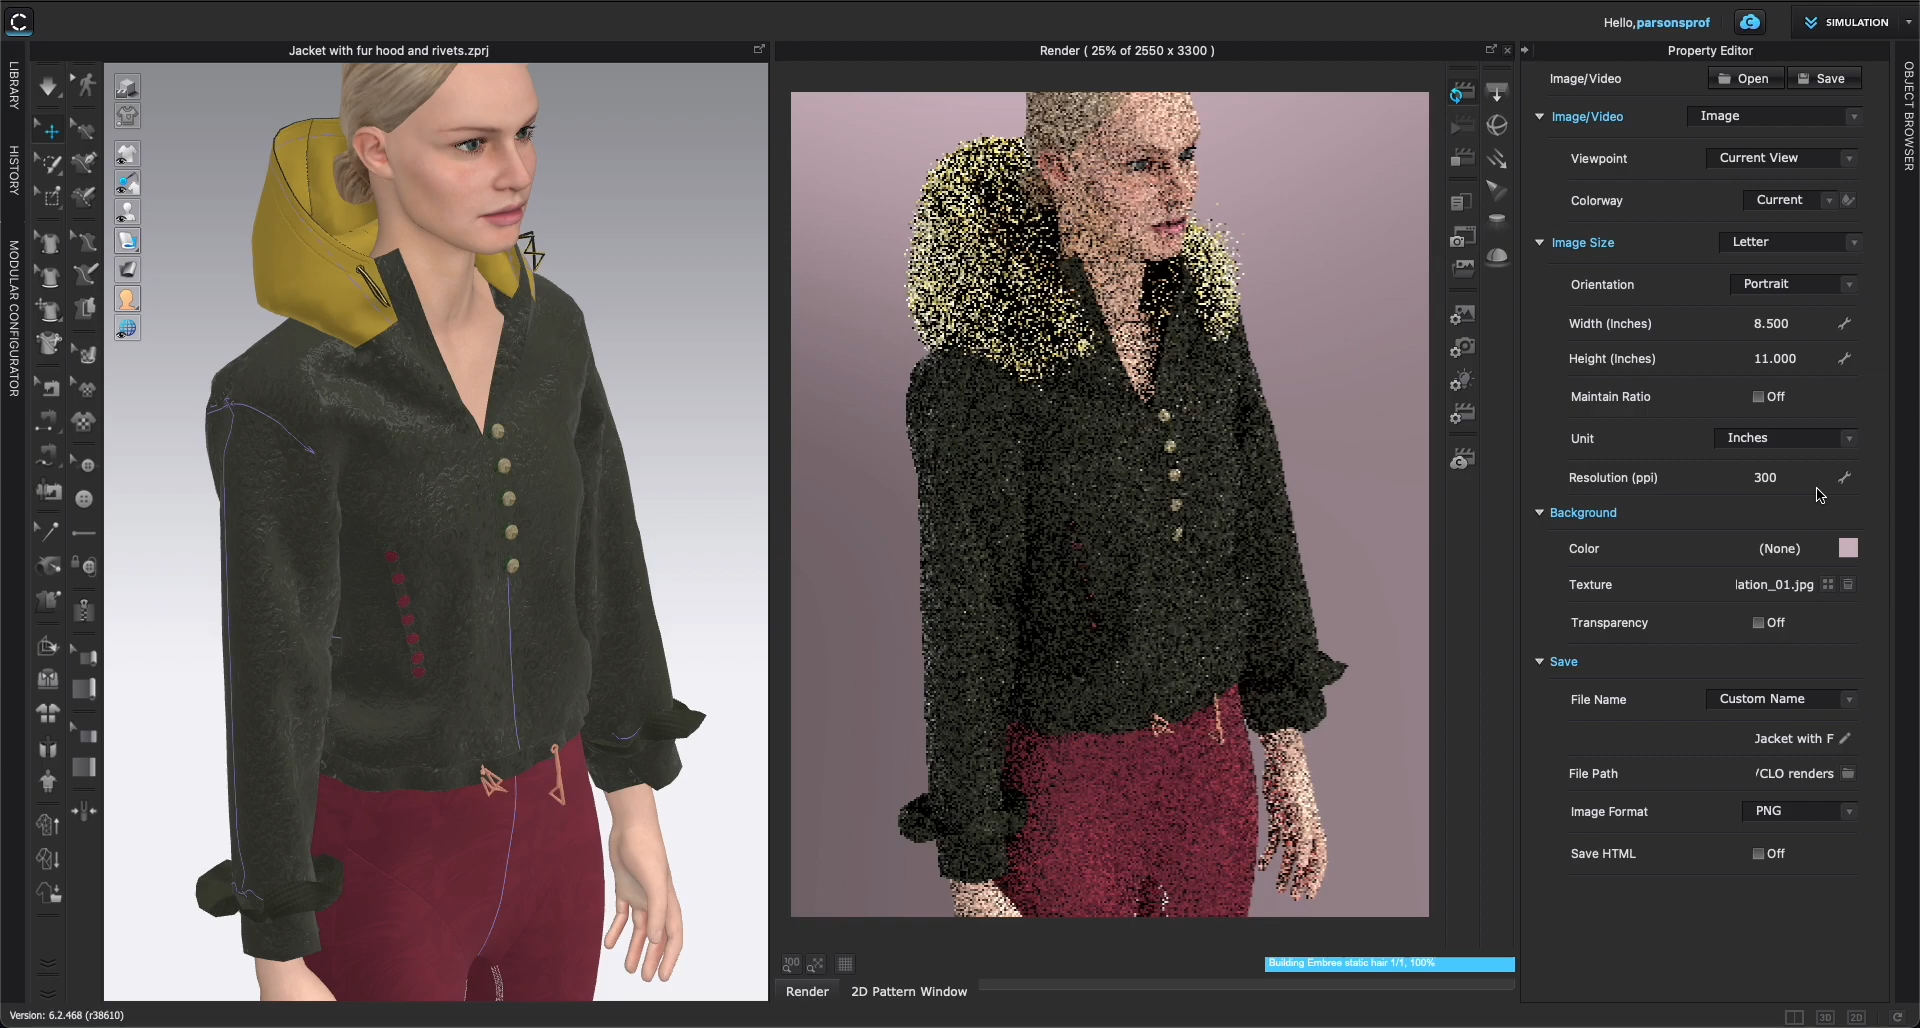 Hello,parsonsprof
SIMULATION
Jacket with fur hood and rivets.zprj
Render ( 25% of 2550 x 3300 )
Property Editor
LIBRARY
HISTORY
MODULAR CONFIGURATOR
OBJECT BROWSER
Image/Video
Open
Save
Image/Video
Image
Viewpoint
Current View
Colorway
Current
Image Size
Letter
Orientation
Portrait
Width (Inches)
8.500
Height (Inches)
11.000
Maintain Ratio
Off
Unit
Inches
Resolution (ppi)
300
Background
Color
(None)
Texture
lation_01.jpg
Transparency
Off
Save
File Name
Custom Name
Jacket with F
File Path
/CLO renders
Image Format
PNG
Save HTML
Off
100
Building Embree static hair 1/1, 100%
Render
2D Pattern Window
Version: 6.2.468 (r38610)
3D
2D